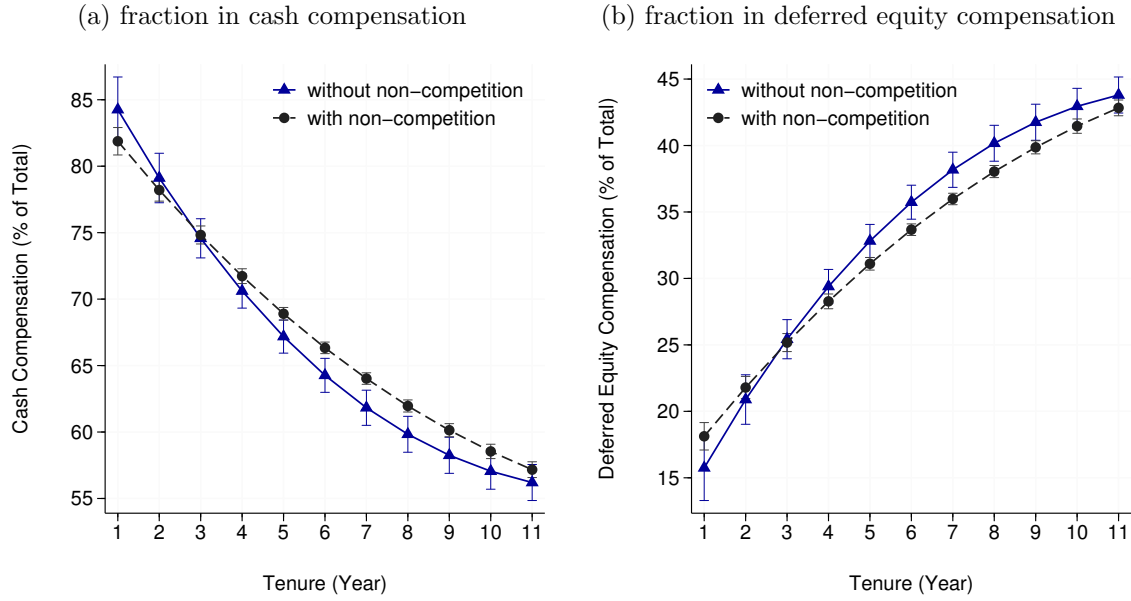 (a) fraction in cash compensation
Cash Compensation (% of Total)
85
80
75
70
65
60
55
without non−competition
with non−competition
1 2 3 4 5 6 7 8 9 10 11
Tenure (Year)
(b) fraction in deferred equity compensation
Deferred Equity Compensation (% of Total)
45
40
35
30
25
20
15
without non−competition
with non−competition
1 2 3 4 5 6 7 8 9 10 11
Tenure (Year)